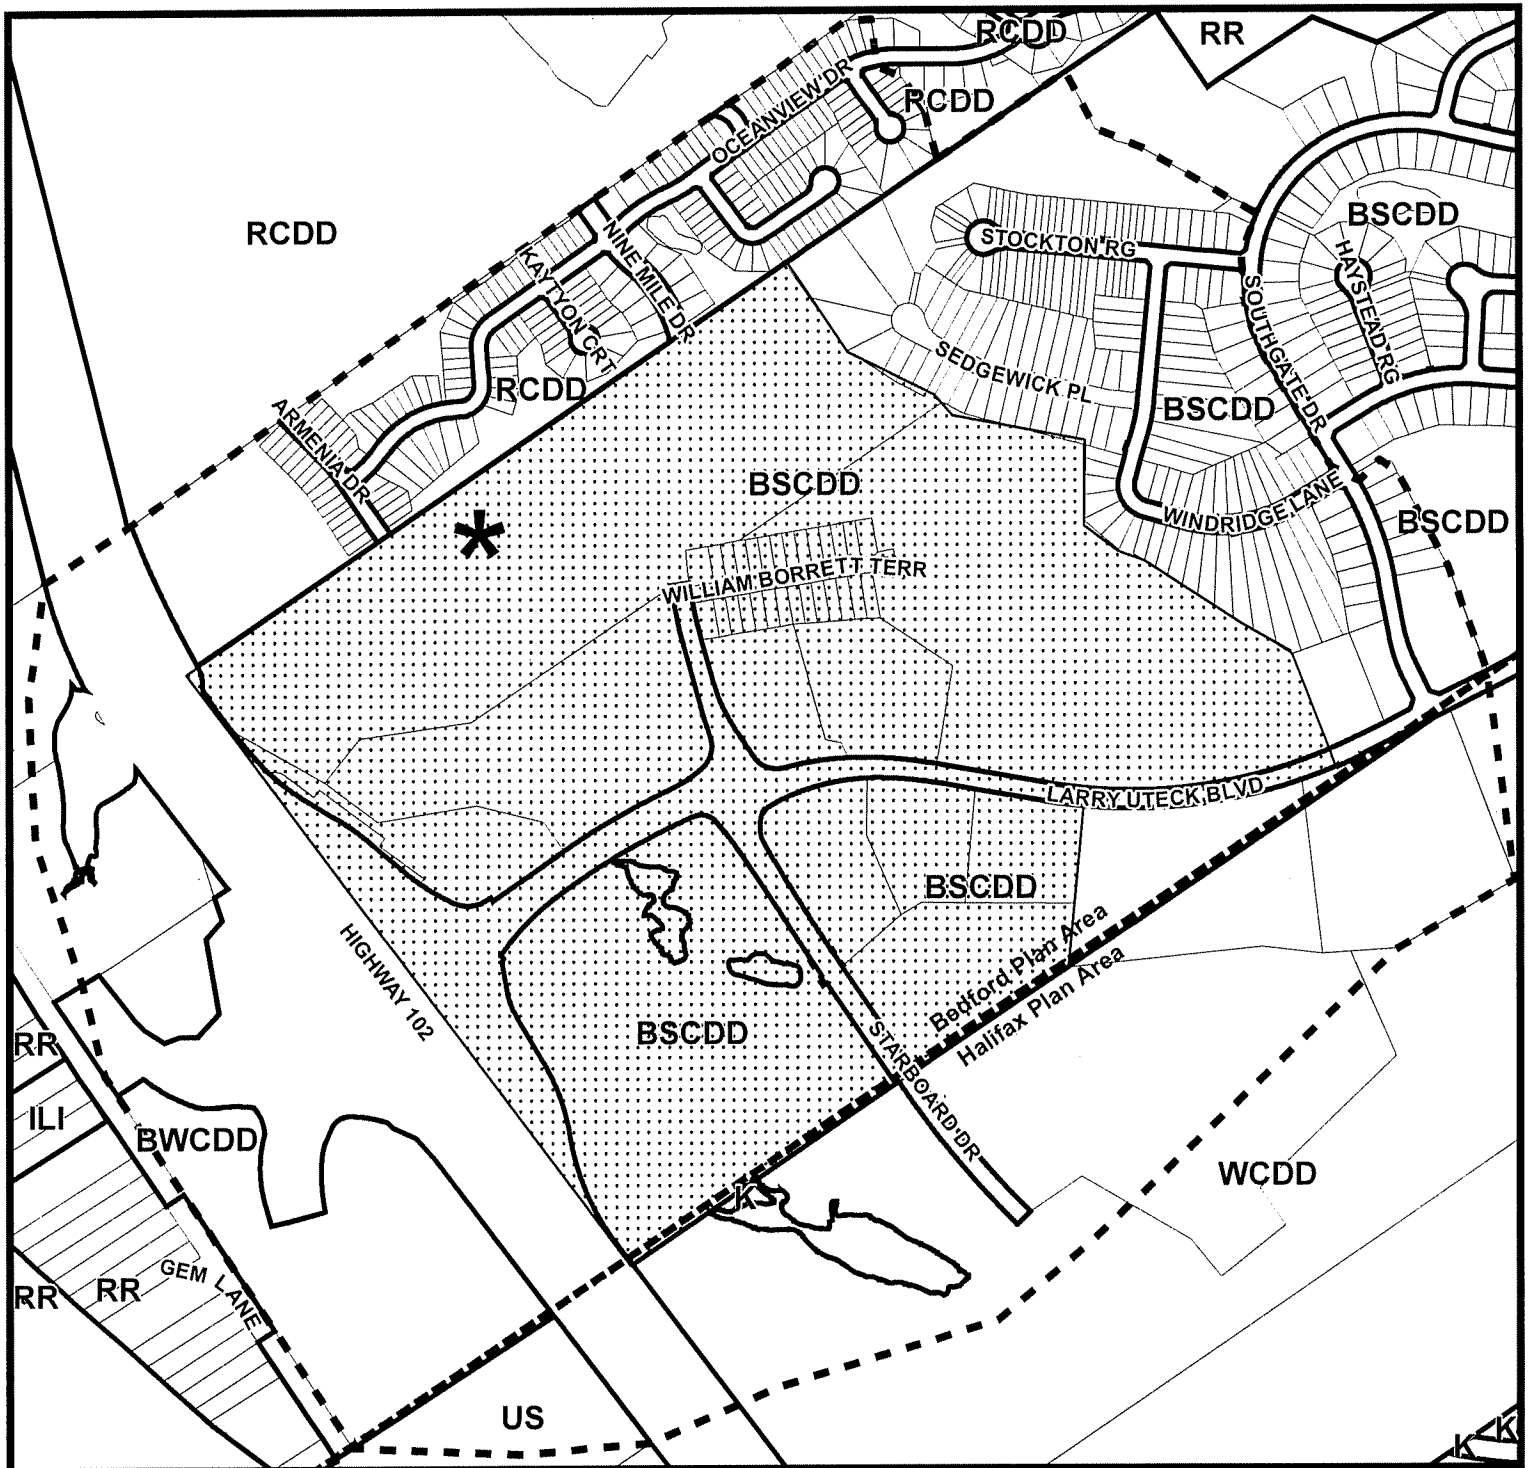 RCDD
RR
OCEANVIEW DR
RCDD
RCDD
BSCDD
STOCKTON RG
NINE MILE DR
KAYTYON CRT
HAYSTEAD RG
SOUTHGATE DR
SEDGEWICK PL
RCDD
BSCDD
ARMENIA DR
BSCDD
WINDRIDGE LANE
BSCDD
*
WILLIAM BORRETT TERR
LARRY UTECK BLVD
BSCDD
HIGHWAY 102
Bedford Plan Area
Halifax Plan Area
BSCDD
STARBOARD DR
RR
ILI
BWCDD
WCDD
K
GEM LANE
RR
RR
US
K
K